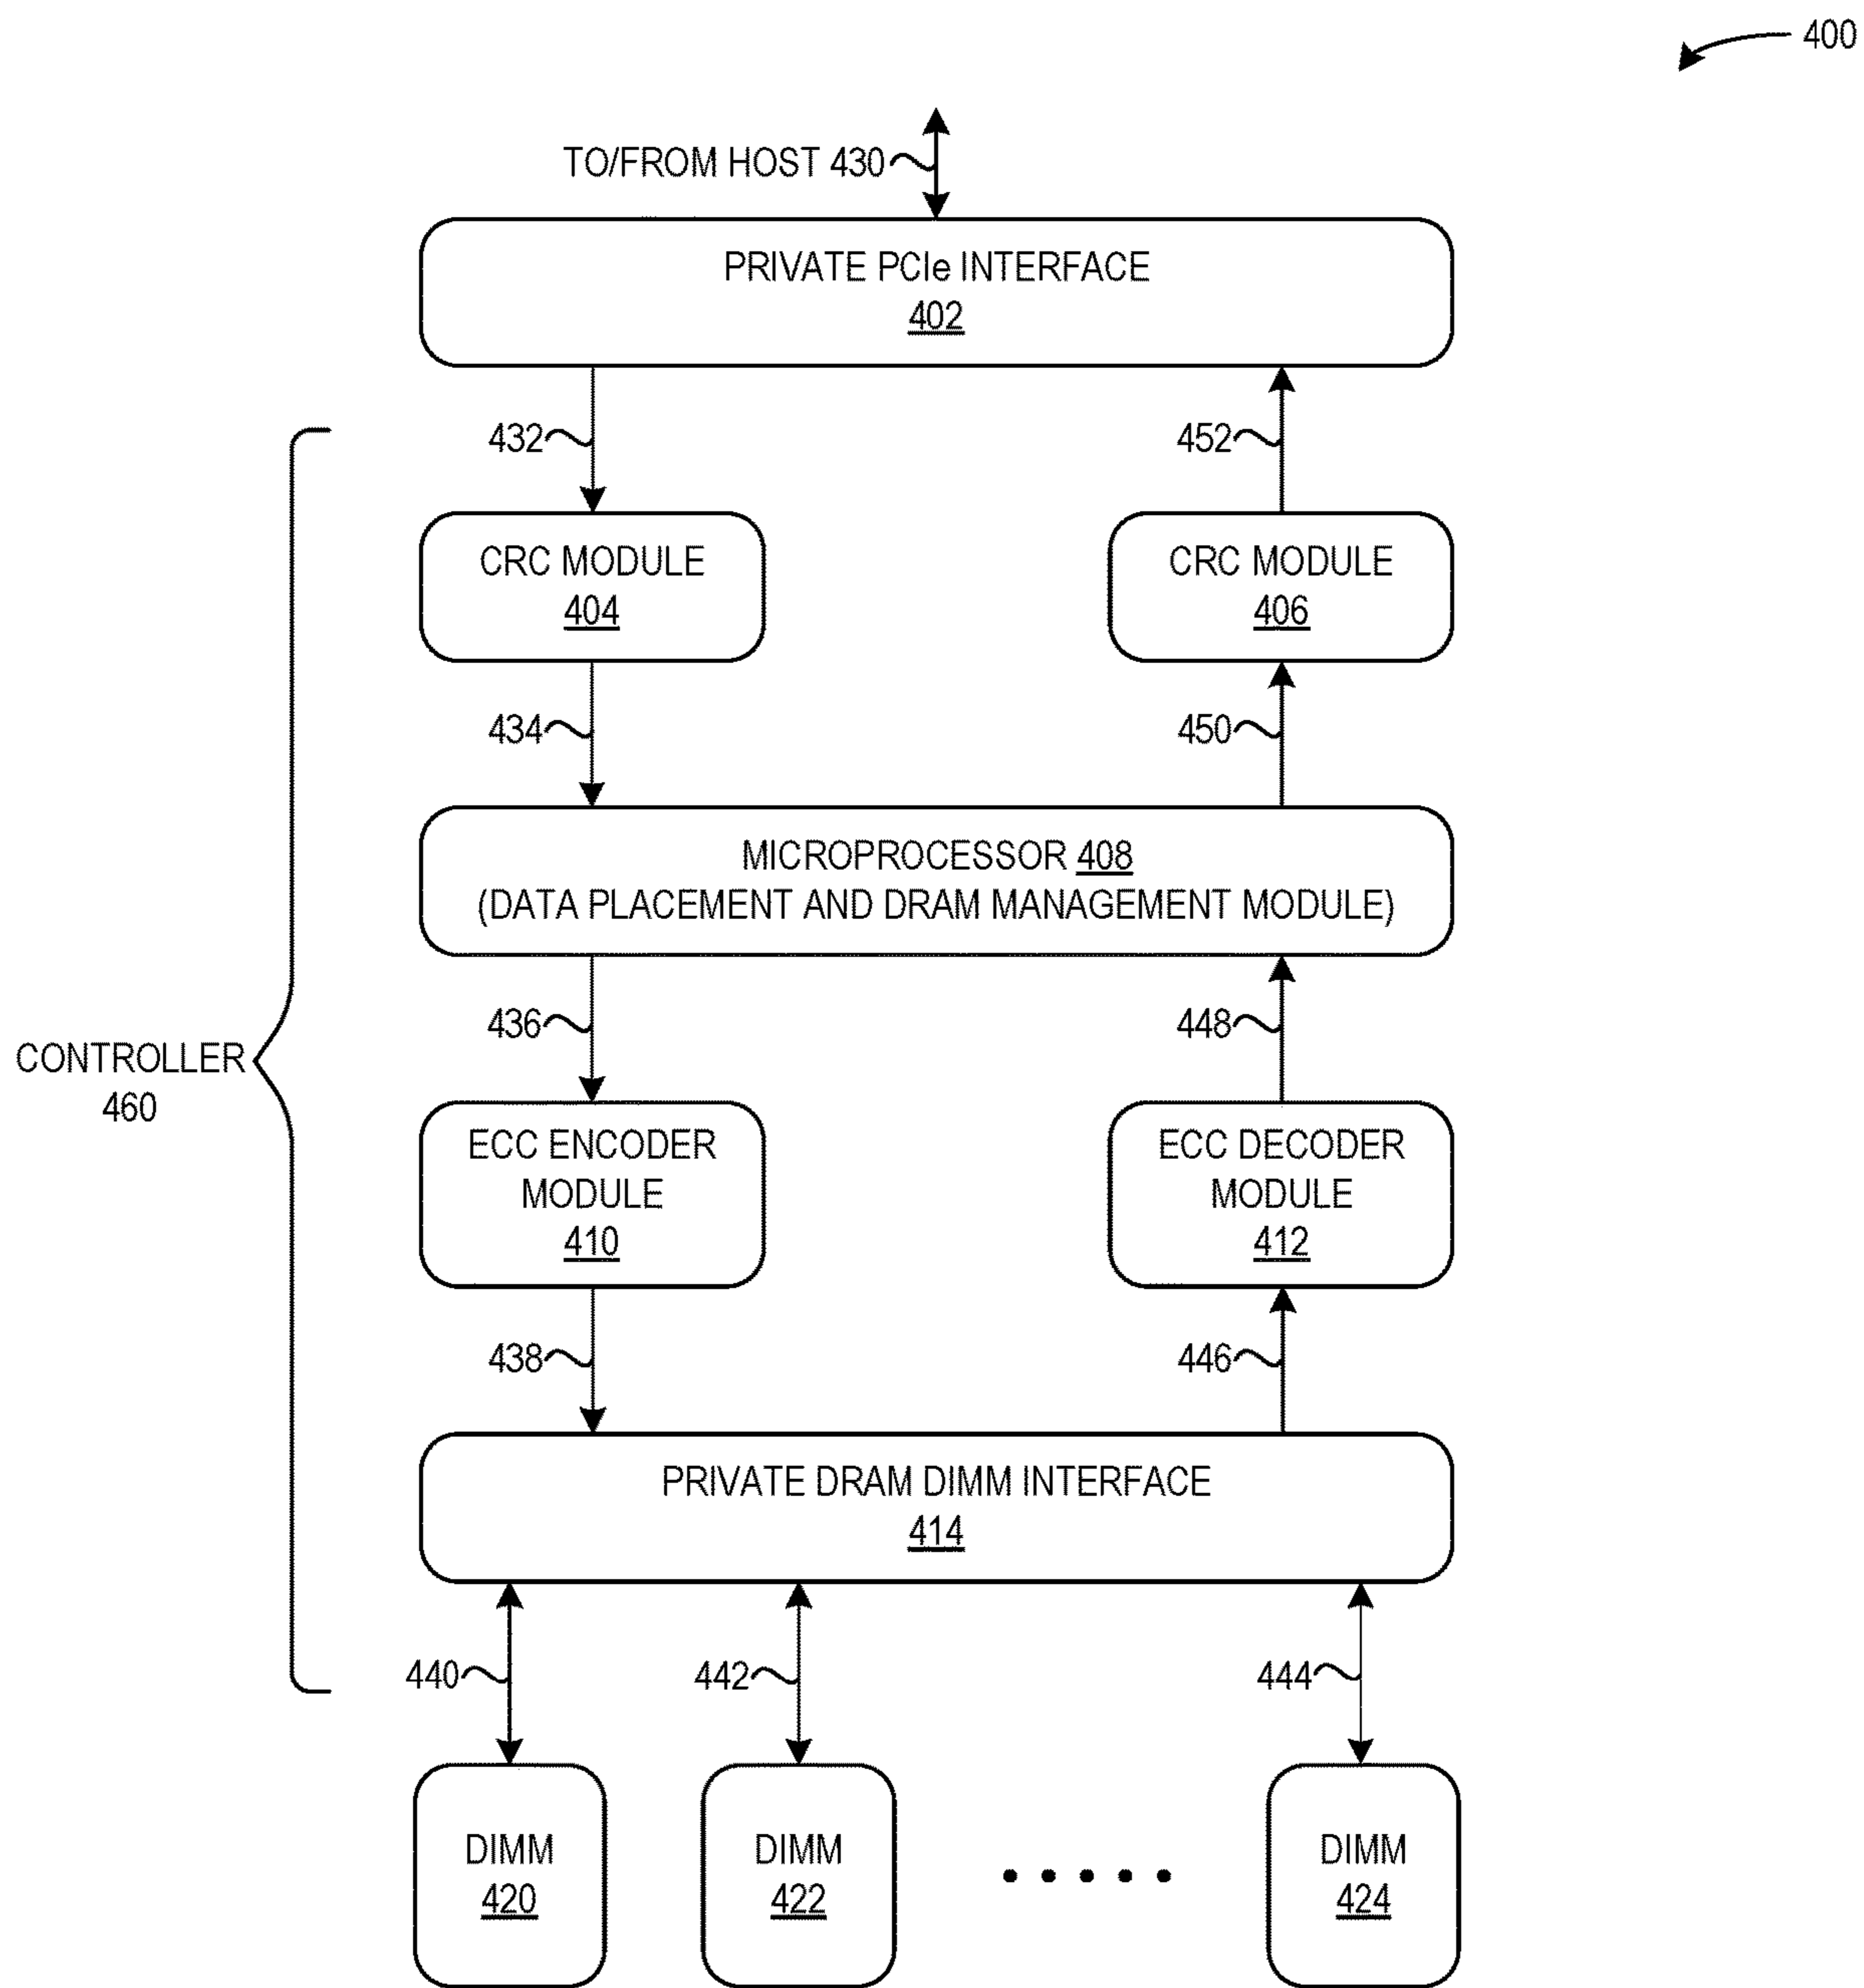 400
TO/FROM HOST 430
PRIVATE PCIe INTERFACE
402
432
452
CRC MODULE
404
CRC MODULE
406
434
450
MICROPROCESSOR 408
(DATA PLACEMENT AND DRAM MANAGEMENT MODULE)
436
448
CONTROLLER
460
ECC ENCODER
MODULE
410
ECC DECODER
MODULE
412
438
446
PRIVATE DRAM DIMM INTERFACE
414
440
442
444
DIMM
420
DIMM
422
DIMM
424